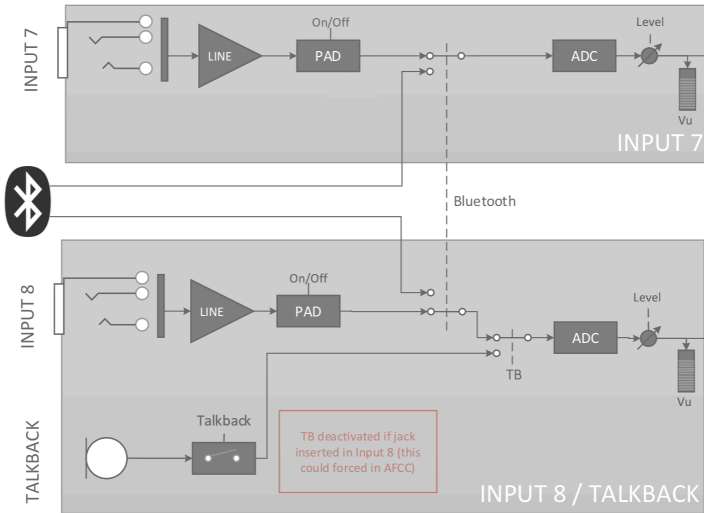 INPUT 7
On/Off
LINE
PAD
ADC
Level
Vu
INPUT 7
Bluetooth
INPUT 8
On/Off
LINE
PAD
TB
ADC
Level
Vu
TALKBACK
Talkback
TB deactivated if jack
inserted in Input 8 (this
could forced in AFCC)
INPUT 8 / TALKBACK